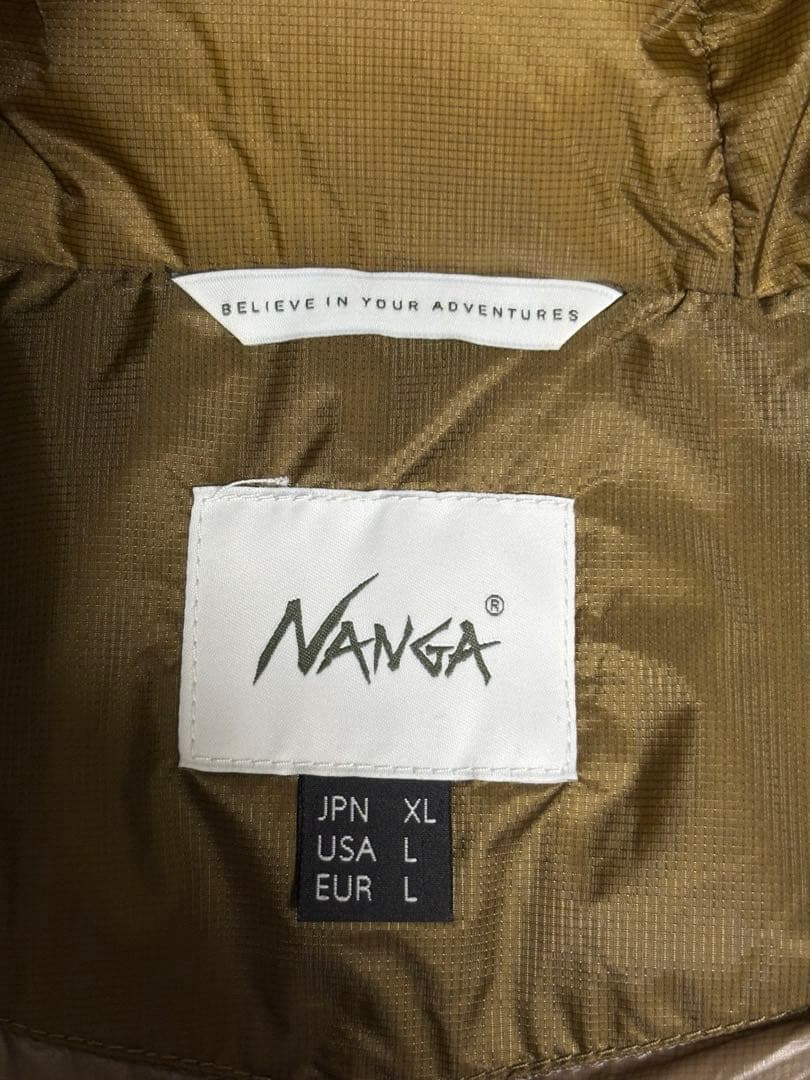 BELIEVE IN YOUR ADVENTURES
NANGA®
JPN XL
USA L
EUR L